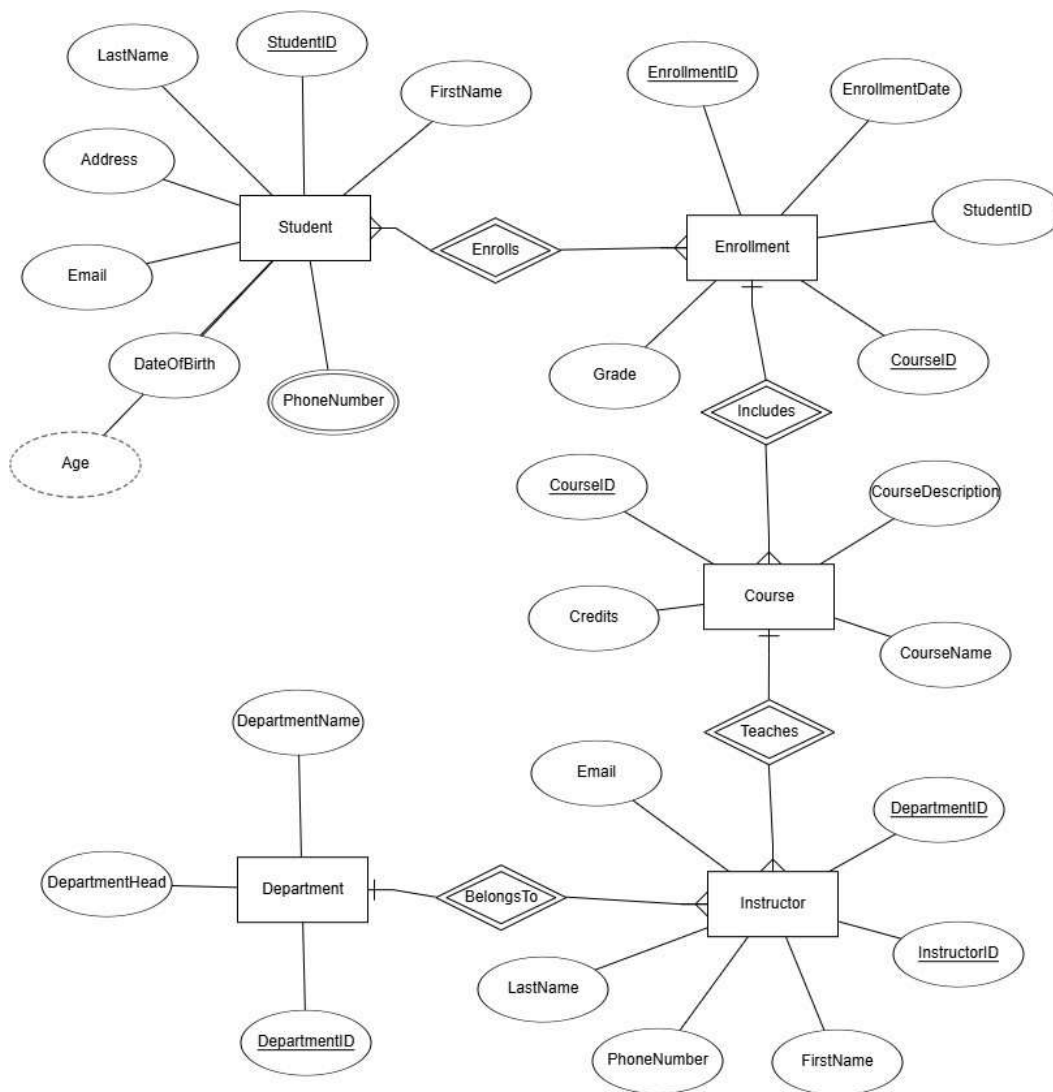 StudentID
LastName
FirstName
EnrollmentID
EnrollmentDate
Address
StudentID
Student
Enrollment
Enrolls
Email
DateOfBirth
CourseID
Grade
PhoneNumber
Includes
Age
CourseID
CourseDescription
Course
Credits
CourseName
DepartmentName
Teaches
Email
DepartmentID
DepartmentHead
Department
BelongsTo
Instructor
InstructorID
LastName
DepartmentID
PhoneNumber
FirstName